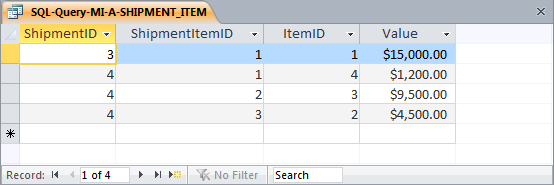 SQL-Query-MI-A-SHIPMENT_ITEM
ShipmentID ShipmentItemID ItemID Value
3 1 1 $15,000.00
4 1 4 $1,200.00
4 2 3 $9,500.00
4 3 2 $4,500.00
Record: 1 of 4 No Filter Search